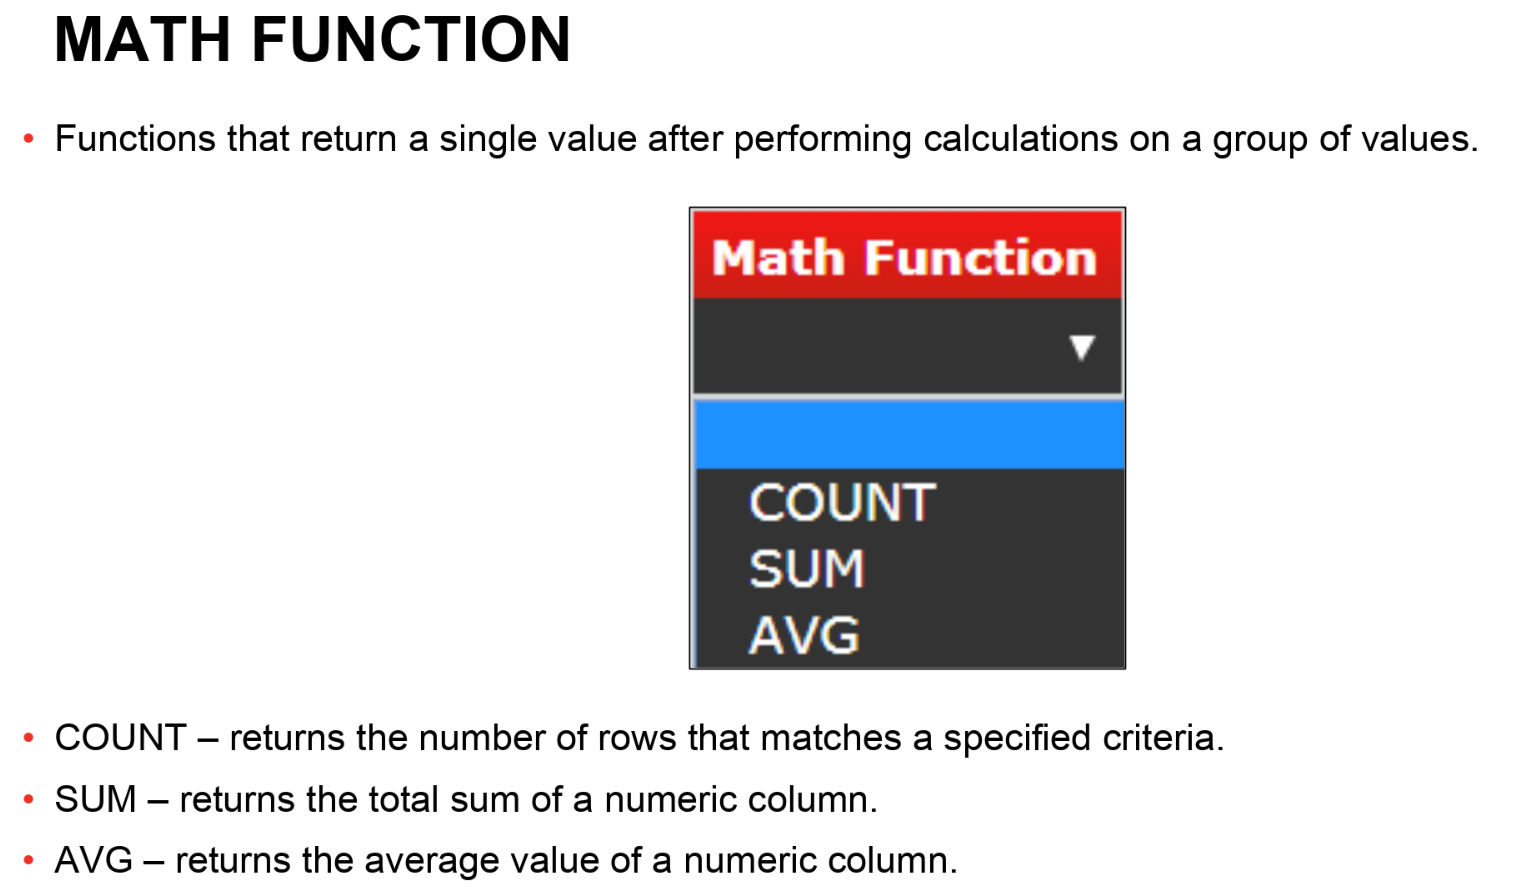 MATH FUNCTION
• Functions that return a single value after performing calculations on a group of values.
Math Function
▼
COUNT
SUM
AVG
• COUNT – returns the number of rows that matches a specified criteria.
• SUM – returns the total sum of a numeric column.
• AVG – returns the average value of a numeric column.